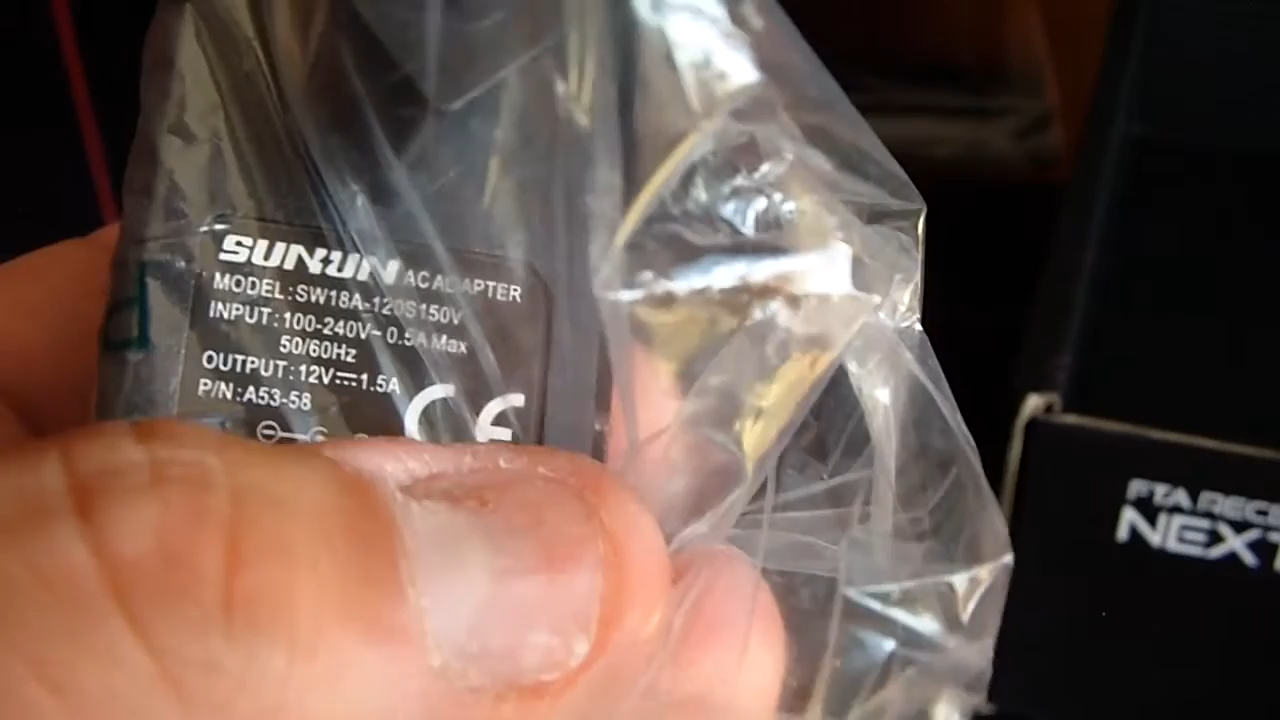 SUNUN AC ADAPTER
MODEL:SW18A-120S150V
INPUT:100-240V~ 0.5A Max
50/60Hz
OUTPUT:12V⎓1.5A
P/N:A53-58
CE
FTA
NEXT